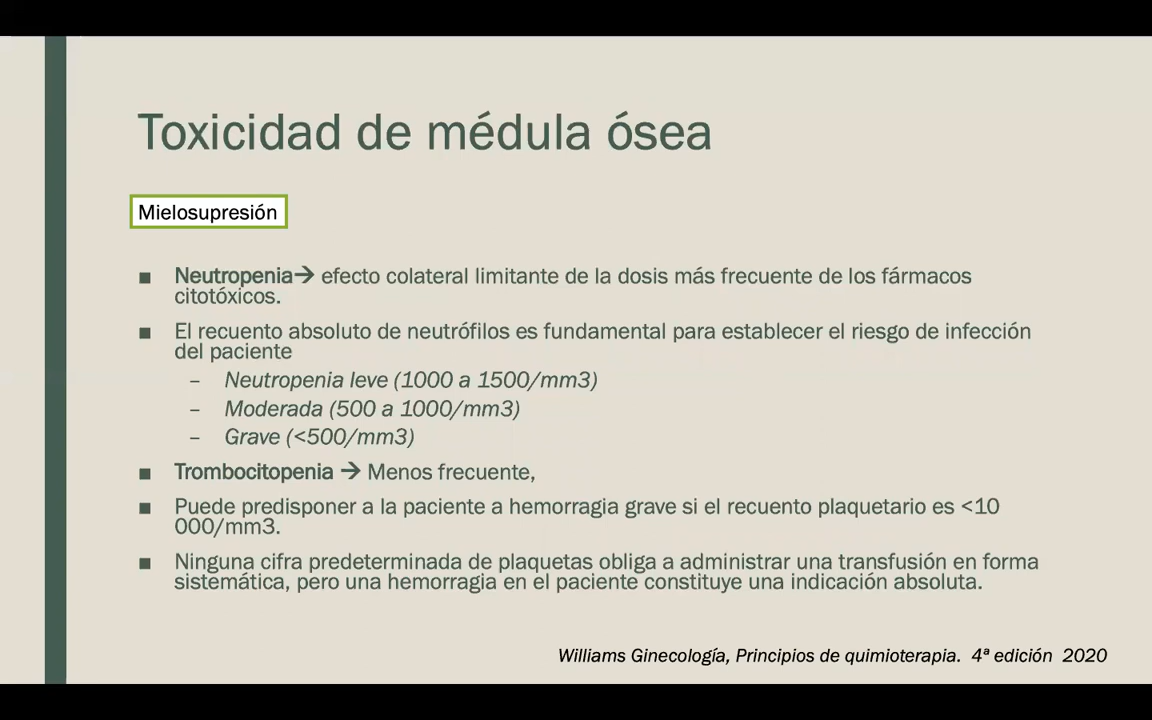 Toxicidad de médula ósea
Mielosupresión
■ Neutropenia→ efecto colateral limitante de la dosis más frecuente de los fármacos
citotóxicos.
■ El recuento absoluto de neutrófilos es fundamental para establecer el riesgo de infección
del paciente
– Neutropenia leve (1000 a 1500/mm3)
– Moderada (500 a 1000/mm3)
– Grave (<500/mm3)
■ Trombocitopenia → Menos frecuente,
■ Puede predisponer a la paciente a hemorragia grave si el recuento plaquetario es <10
000/mm3.
■ Ninguna cifra predeterminada de plaquetas obliga a administrar una transfusión en forma
sistemática, pero una hemorragia en el paciente constituye una indicación absoluta.
Williams Ginecología, Principios de quimioterapia. 4ª edición 2020